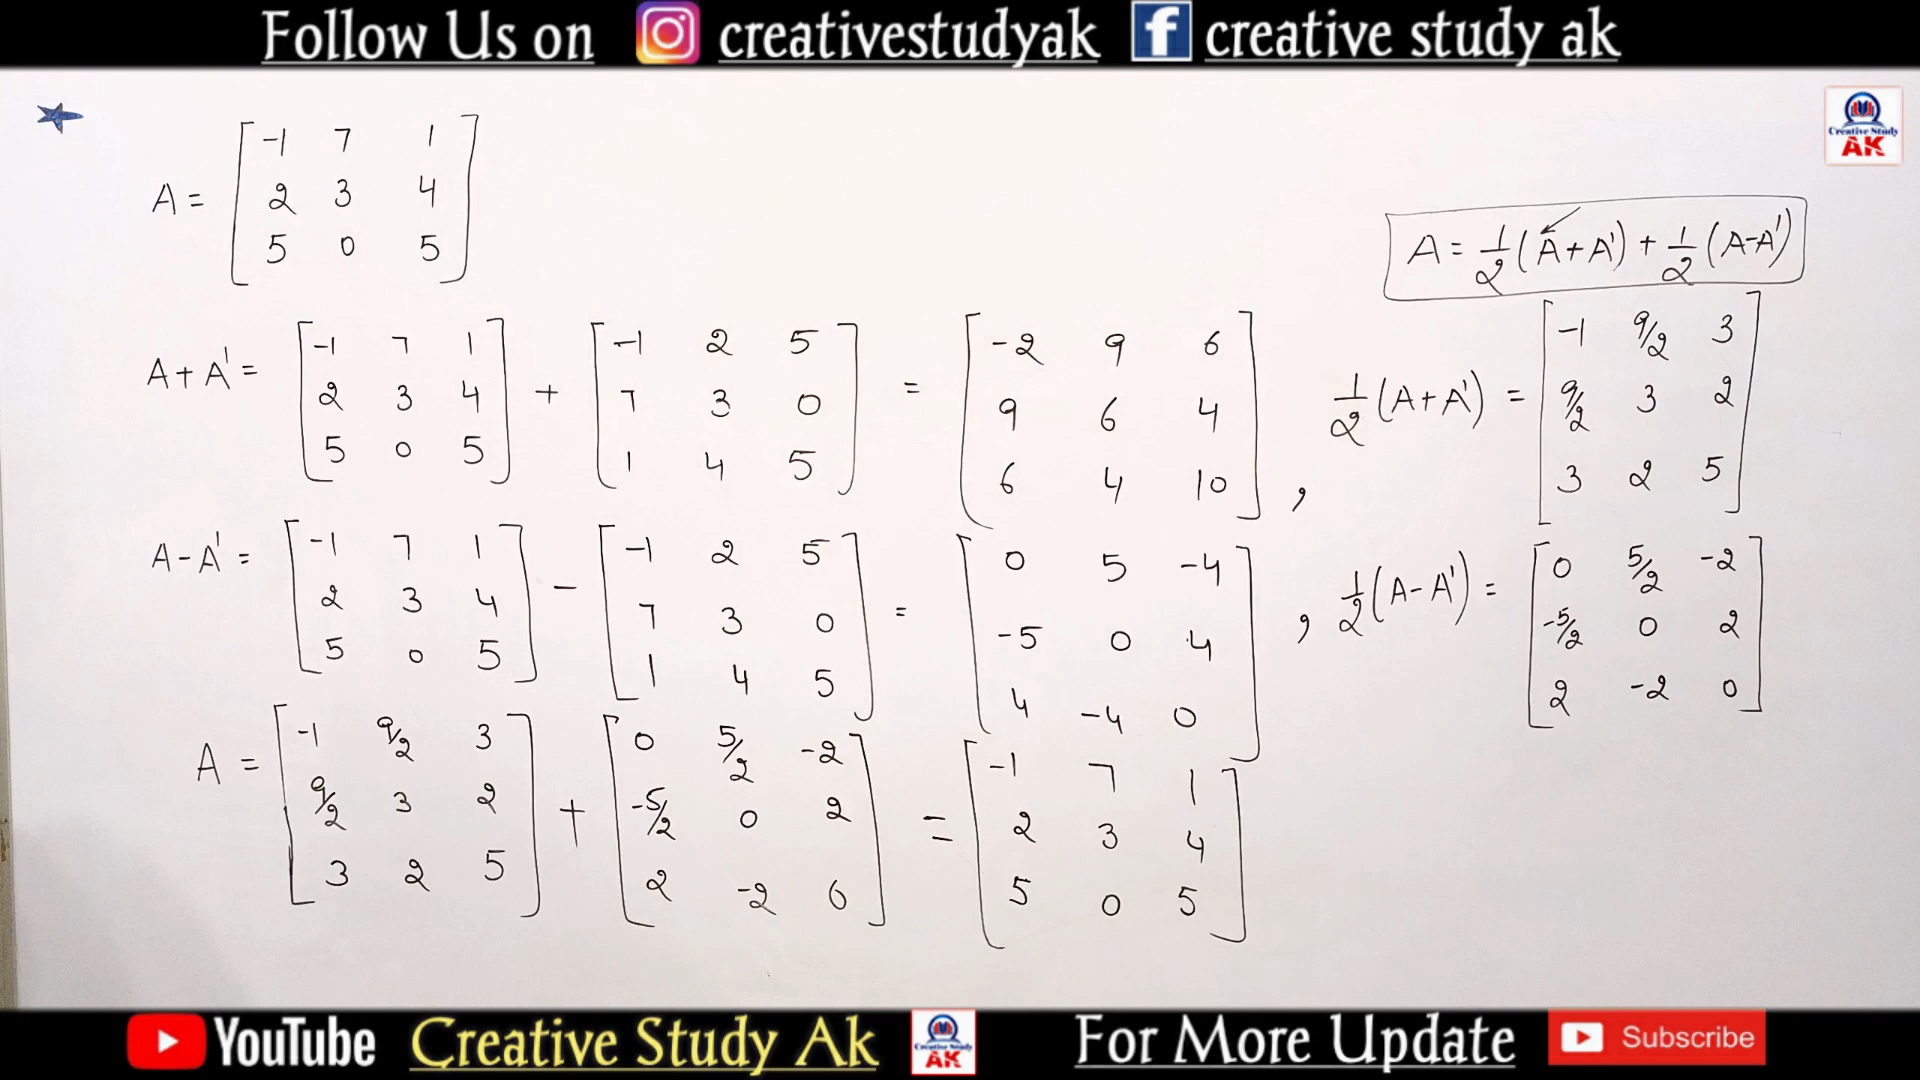 Follow Us on creativestudyak creative study ak
Creative Study
AK
A = [ -1 7 1
2 3 4
5 0 5 ]
A = 1/2 (A + A') + 1/2 (A-A')
A + A' = [ -1 7 1
2 3 4
5 0 5 ] + [ -1 2 5
7 3 0
1 4 5 ] = [ -2 9 6
9 6 4
6 4 10 ] , 1/2 (A + A') = [ -1 9/2 3
9/2 3 2
3 2 5 ]
A - A' = [ -1 7 1
2 3 4
5 0 5 ] - [ -1 2 5
7 3 0
1 4 5 ] = [ 0 5 -4
-5 0 4
4 -4 0 ] , 1/2 (A - A') = [ 0 5/2 -2
-5/2 0 2
2 -2 0 ]
A = [ -1 9/2 3
9/2 3 2
3 2 5 ] + [ 0 5/2 -2
-5/2 0 2
2 -2 0 ] = [ -1 7 1
2 3 4
5 0 5 ]
YouTube Creative Study Ak
Creative Study
AK
For More Update
Subscribe